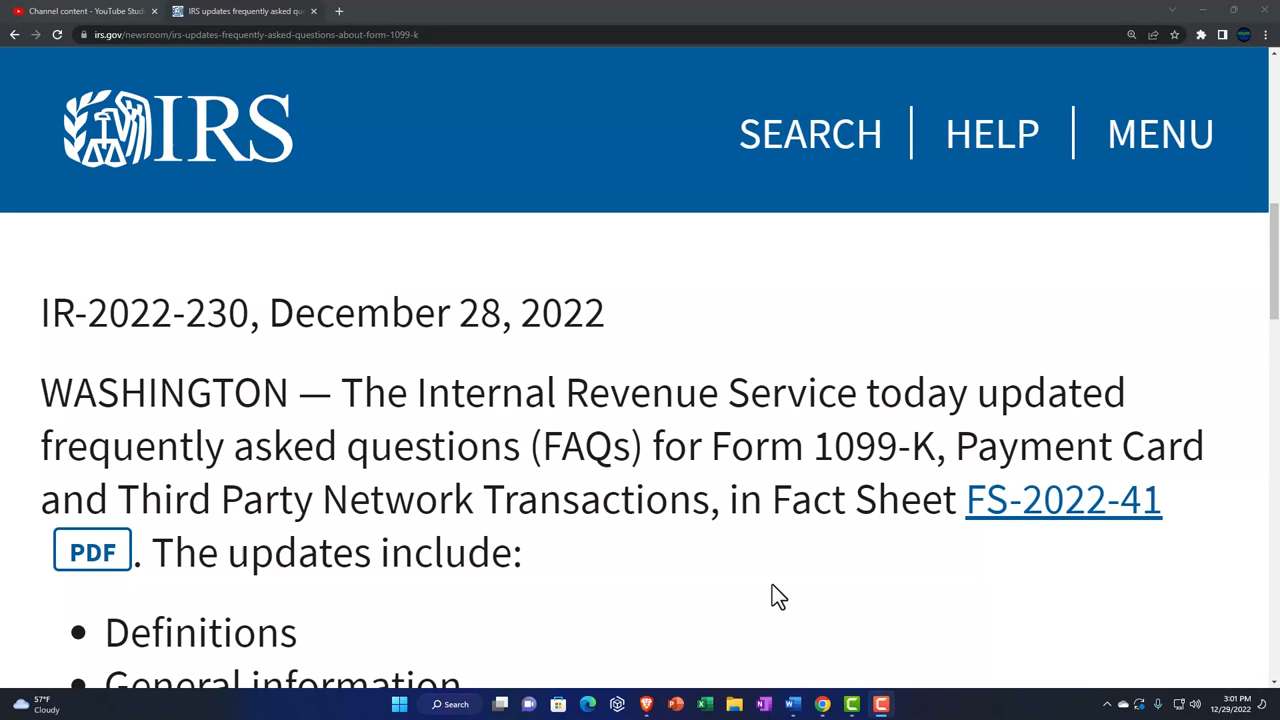 Channel content - YouTube Stud
IRS updates frequently asked qu
irs.gov/newsroom/irs-updates-frequently-asked-questions-about-form-1099-k
IRS
SEARCH
HELP
MENU
IR-2022-230, December 28, 2022
WASHINGTON — The Internal Revenue Service today updated
frequently asked questions (FAQs) for Form 1099-K, Payment Card
and Third Party Network Transactions, in Fact Sheet FS-2022-41
PDF. The updates include:
• Definitions
• General information
57°F
Cloudy
Search
3:01 PM
12/29/2022